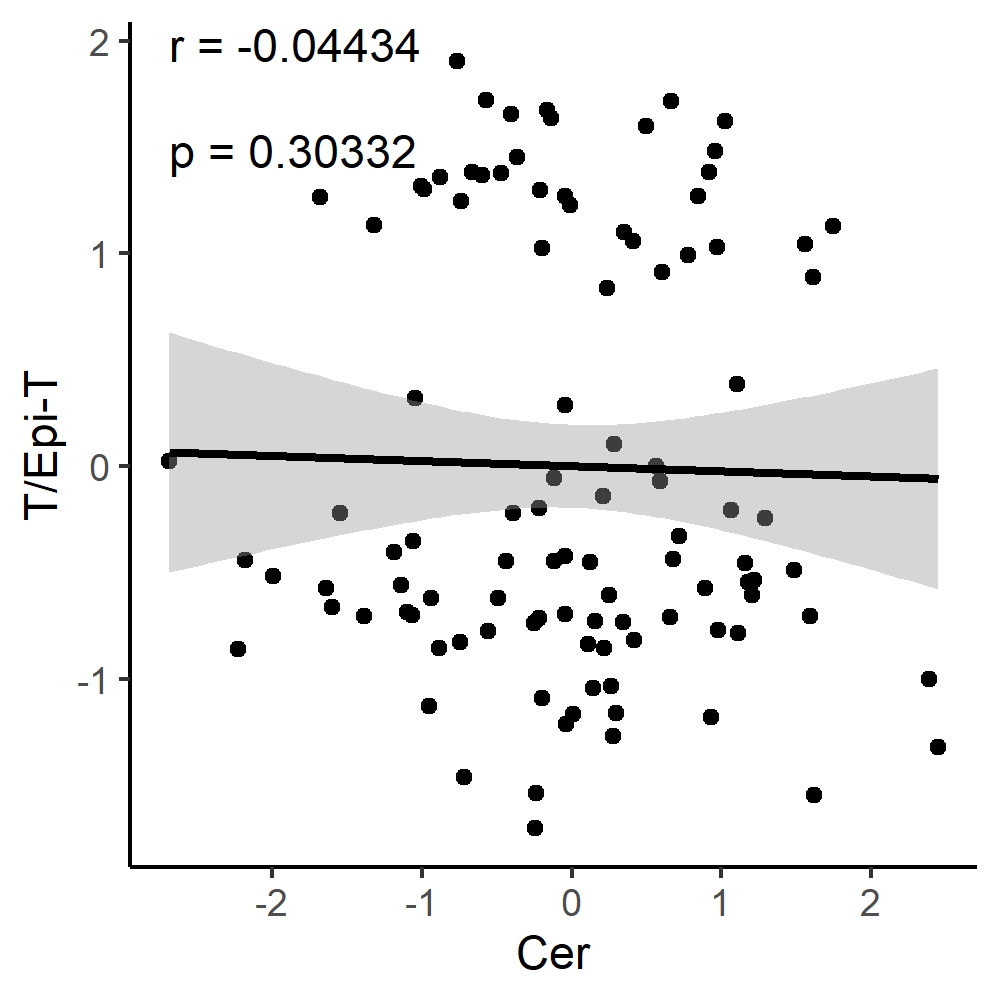 r = -0.04434
p = 0.30332
2
1
0
-1
T/Epi-T
-2 -1 0 1 2
Cer